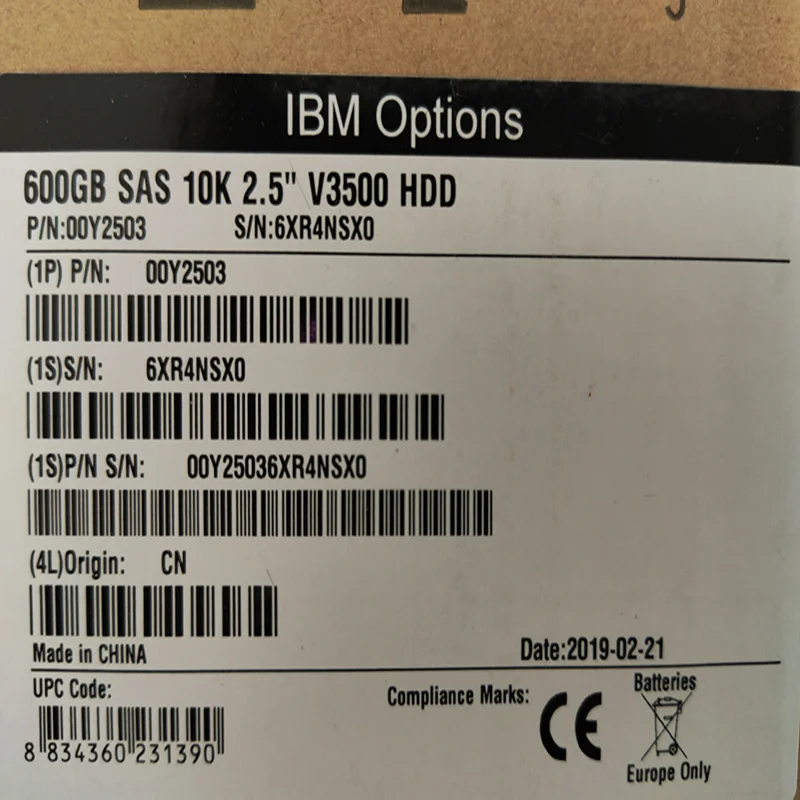 IBM Options
600GB SAS 10K 2.5" V3500 HDD
P/N:00Y2503 S/N:6XR4NSX0
(1P) P/N: 00Y2503
(1S)S/N: 6XR4NSX0
(1S)P/N S/N: 00Y25036XR4NSX0
(4L)Origin: CN
Made in CHINA Date:2019-02-21
UPC Code: Compliance Marks: CE Batteries
8 834360 231390
Europe Only